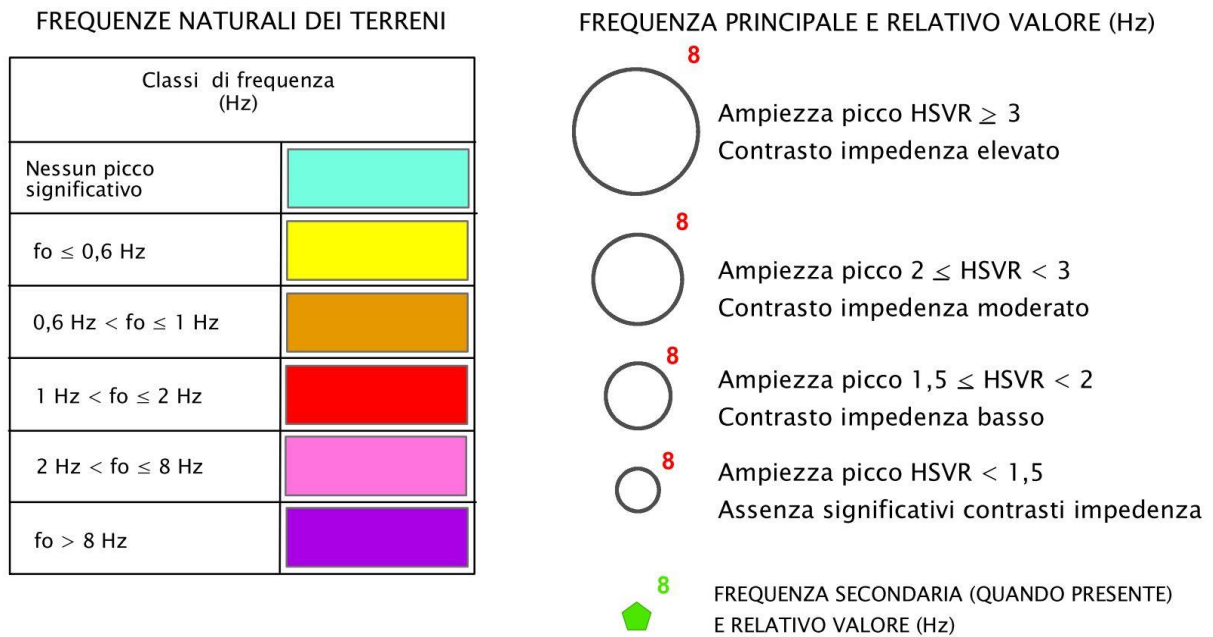 FREQUENZE NATURALI DEI TERRENI
Classi di frequenza
(Hz)
Nessun picco
significativo
fo ≤ 0,6 Hz
0,6 Hz < fo ≤ 1 Hz
1 Hz < fo ≤ 2 Hz
2 Hz < fo ≤ 8 Hz
fo > 8 Hz
FREQUENZA PRINCIPALE E RELATIVO VALORE (Hz)
8
Ampiezza picco HSVR ≥ 3
Contrasto impedenza elevato
8
Ampiezza picco 2 ≤ HSVR < 3
Contrasto impedenza moderato
8
Ampiezza picco 1,5 ≤ HSVR < 2
Contrasto impedenza basso
8
Ampiezza picco HSVR < 1,5
Assenza significativi contrasti impedenza
8
FREQUENZA SECONDARIA (QUANDO PRESENTE)
E RELATIVO VALORE (Hz)